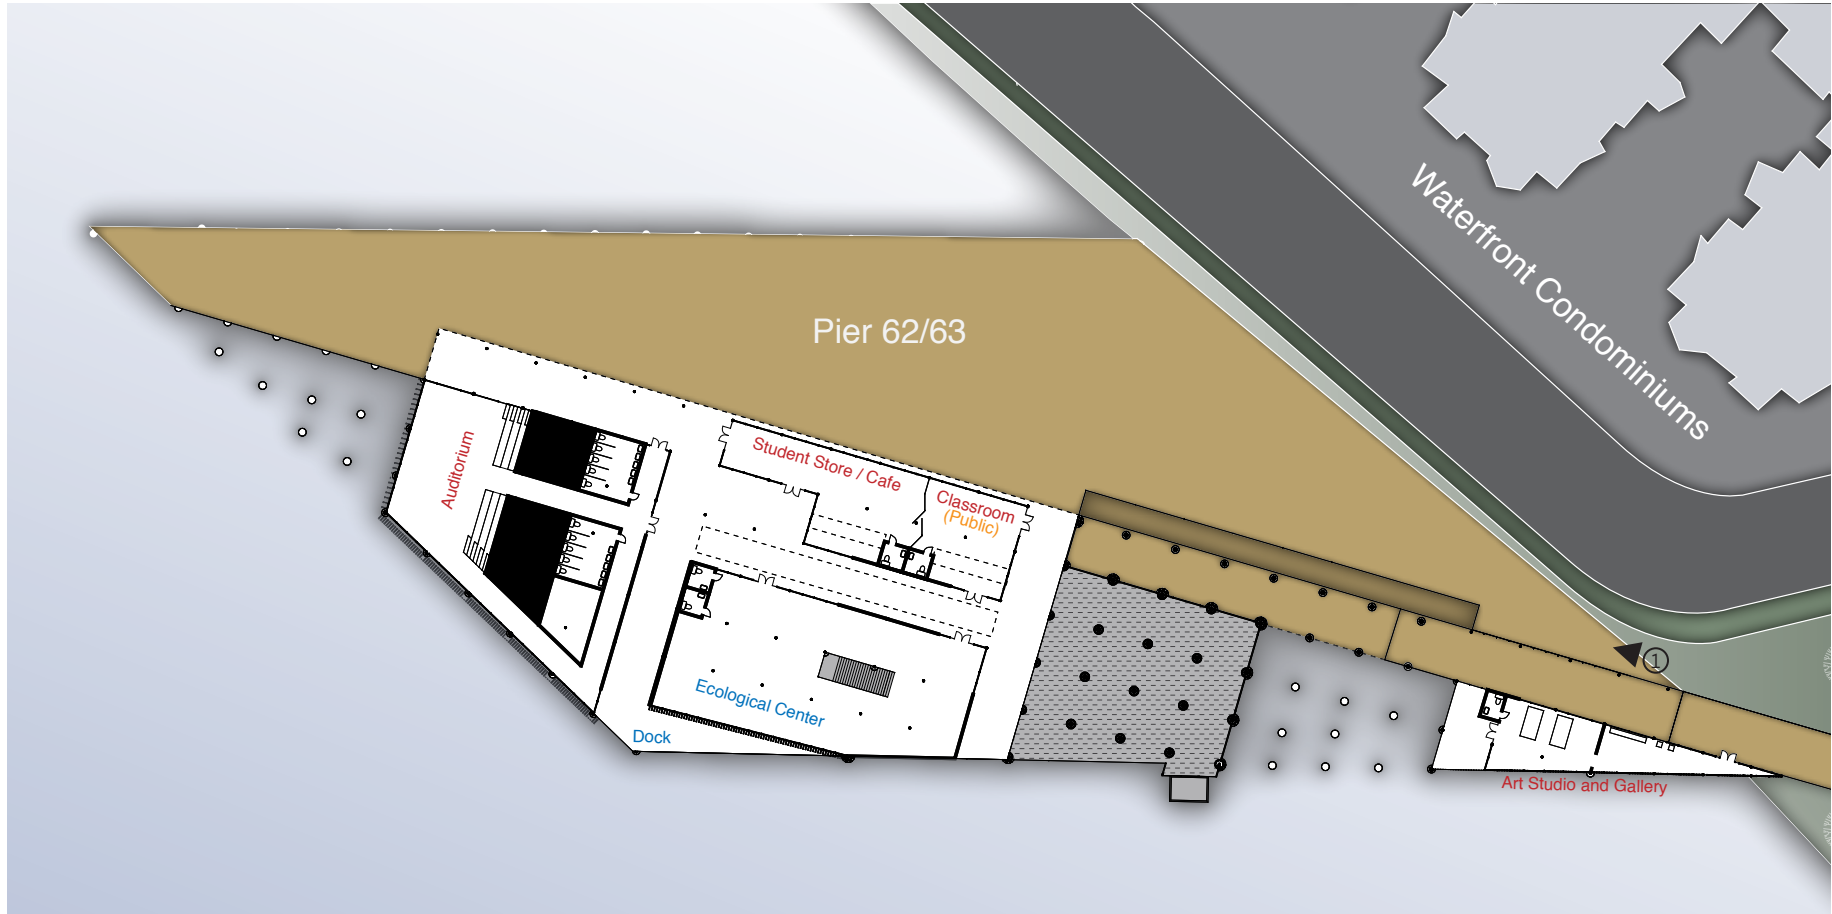 Waterfront Condominiums
Pier 62/63
Auditorium
Student Store / Cafe
Classroom
(Public)
Ecological Center
Dock
1
Art Studio and Gallery